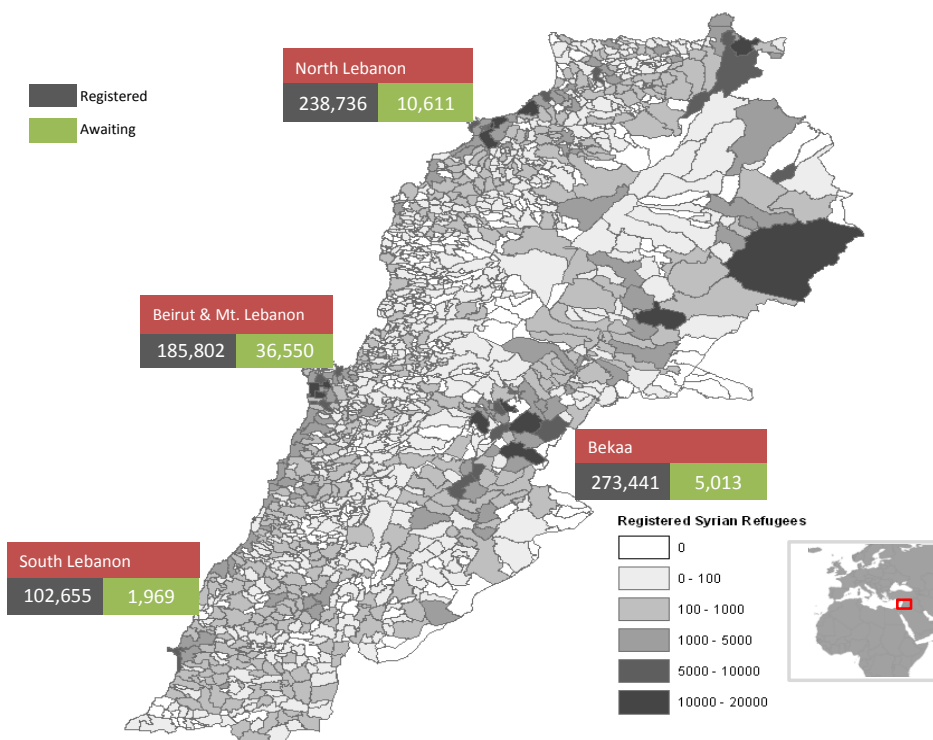 North Lebanon
238,736 10,611
Registered
Awaiting
Beirut & Mt. Lebanon
185,802 36,550
Bekaa
273,441 5,013
South Lebanon
102,655 1,969
Registered Syrian Refugees
0
0 - 100
100 - 1000
1000 - 5000
5000 - 10000
10000 - 20000